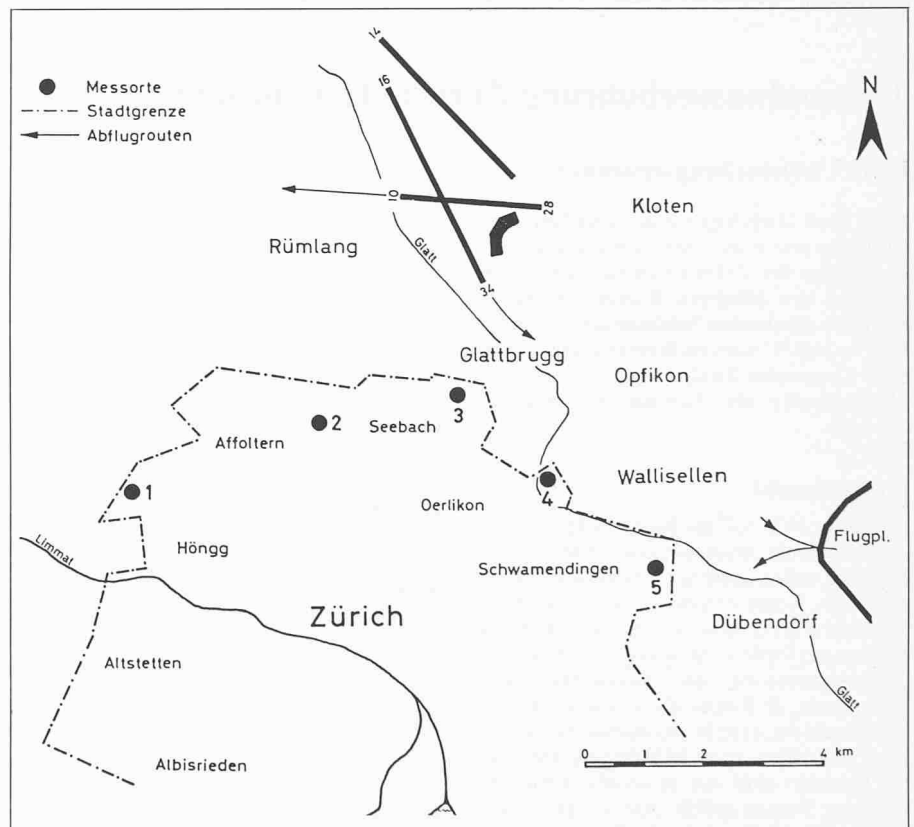 14
16
N
Messorte
Stadtgrenze
Abflugrouten
10
28
Kloten
Rümlang
Glatt
34
Glattbrugg
Opfikon
3
2
Seebach
Affoltern
Wallisellen
1
4
Oerlikon
Limmat
Höngg
Flugpl.
Schwamendingen
5
Zürich
Dübendorf
Altstetten
Glatt
0 1 2 4 km
Albisrieden